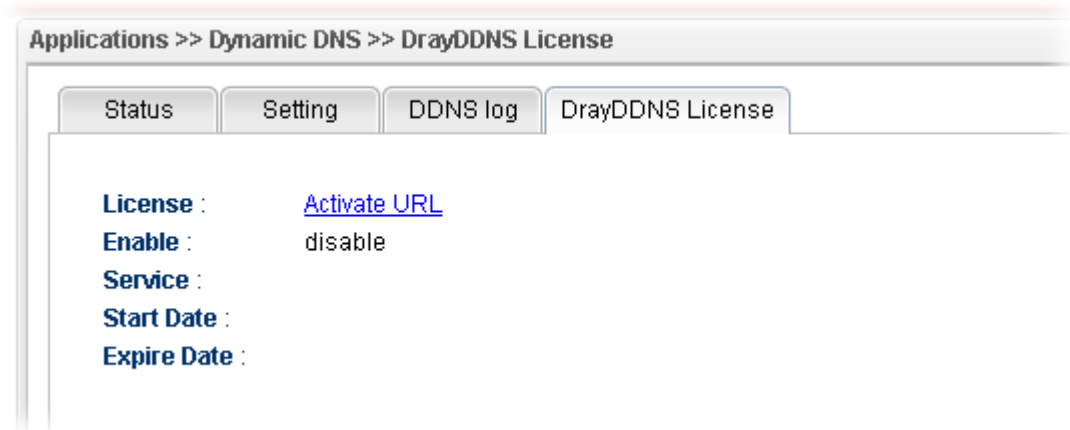 Applications >> Dynamic DNS >> DrayDDNS License
Status Setting DDNS log DrayDDNS License
License : Activate URL
Enable : disable
Service :
Start Date :
Expire Date :